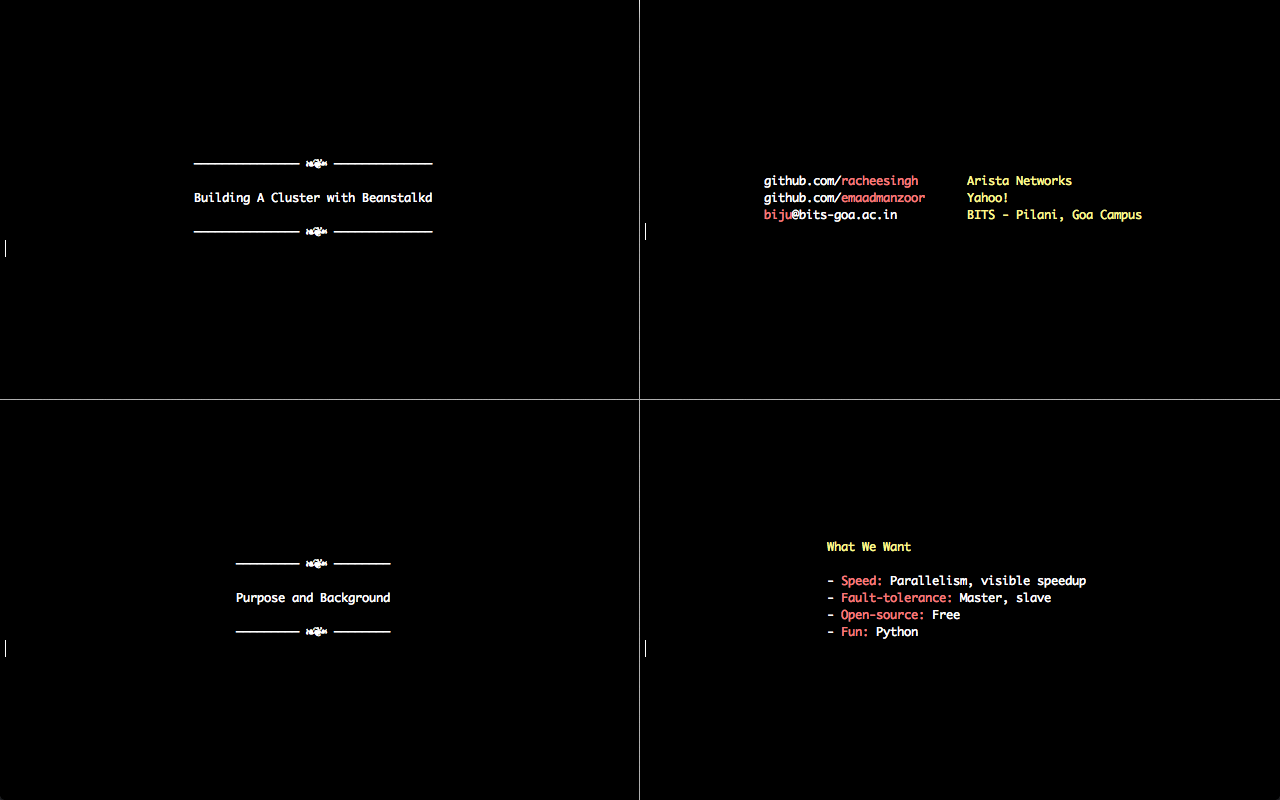 Building A Cluster with Beanstalkd
github.com/racheesingh Arista Networks
github.com/emaadmanzoor Yahoo!
biju@bits-goa.ac.in BITS - Pilani, Goa Campus
Purpose and Background
What We Want
- Speed: Parallelism, visible speedup
- Fault-tolerance: Master, slave
- Open-source: Free
- Fun: Python